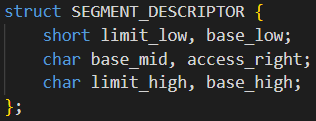 struct SEGMENT_DESCRIPTOR {
    short limit_low, base_low;
    char base_mid, access_right;
    char limit_high, base_high;
};